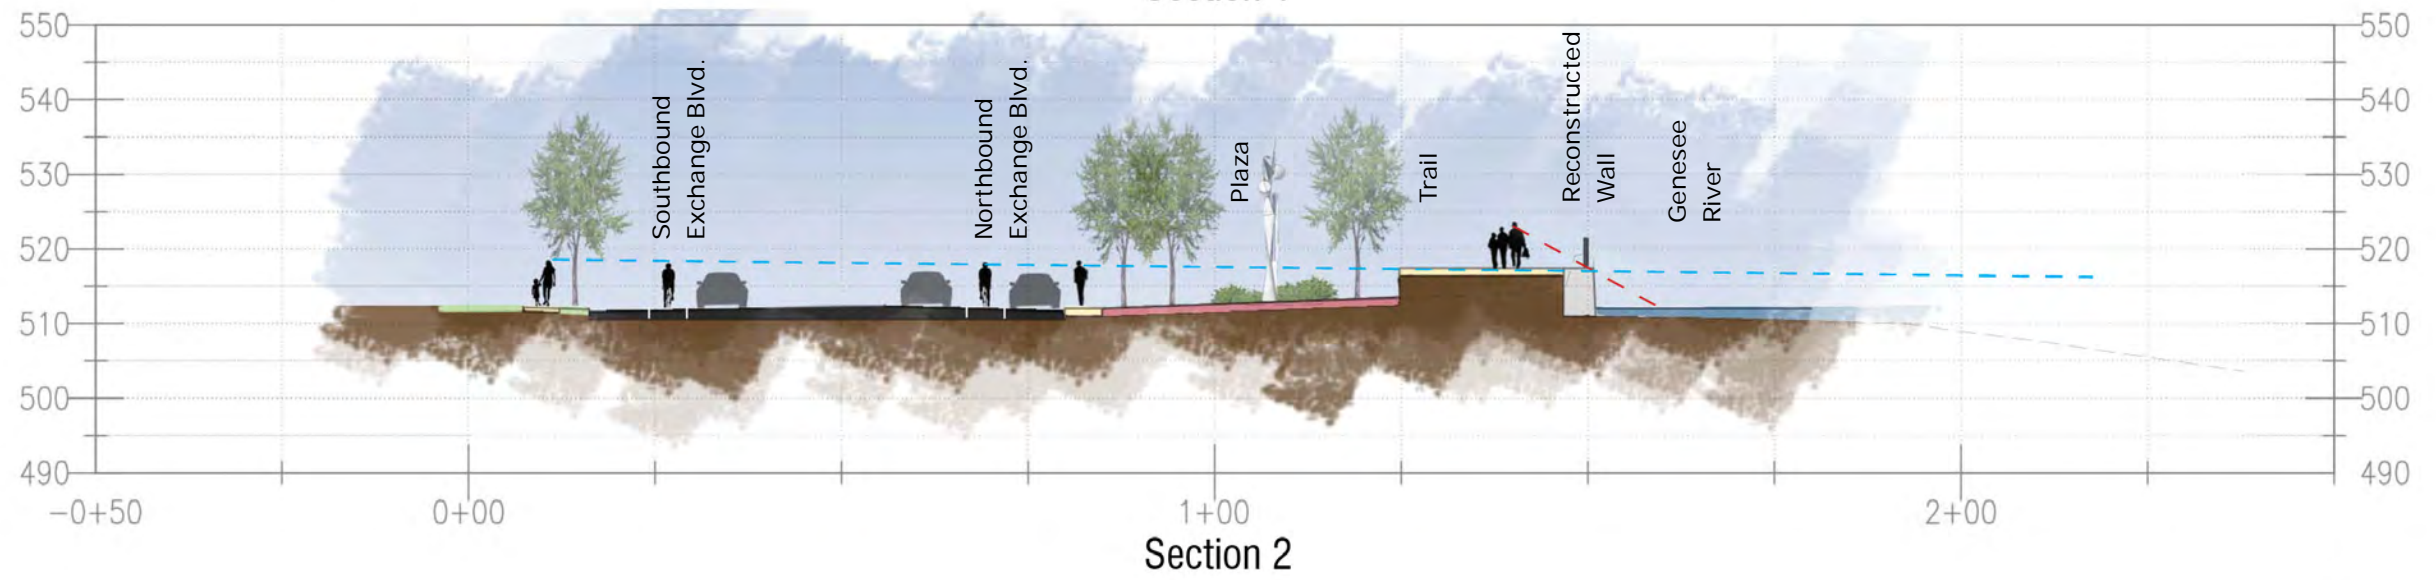 550
540
530
520
510
500
490
Southbound
Exchange Blvd.
Northbound
Exchange Blvd.
Plaza
Trail
Reconstructed
Wall
Genesee
River
550
540
530
520
510
500
490
−0+50
0+00
1+00
2+00
Section 2